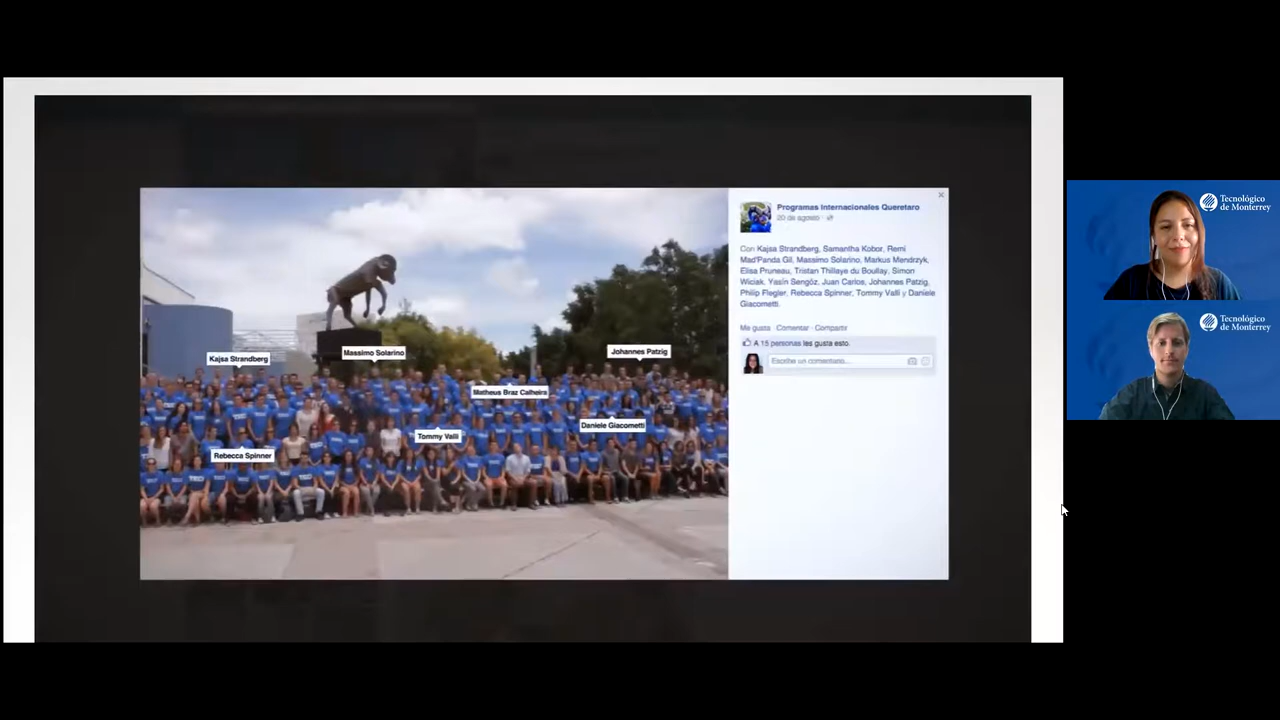 Programas Internacionales Queretaro
20 de agosto ·
Con Kajsa Strandberg, Samantha Kobor, Remi
Mad'Panda Gil, Massimo Solarino, Markus Mendrzyk,
Elisa Pruneau, Tristan Thillaye du Boullay, Simon
Wiciak, Yasin Sengöz, Juan Carlos, Johannes Patzig,
Philip Flegler, Rebecca Spinner, Tommy Valli y Daniele
Giacometti.
Me gusta · Comentar · Compartir
A 15 personas les gusta esto.
Escribe un comentario...
Kajsa Strandberg
Massimo Solarino
Johannes Patzig
Matheus Braz Calheira
Daniele Giacometti
Tommy Valli
Rebecca Spinner
Tecnológico
de Monterrey
Tecnológico
de Monterrey